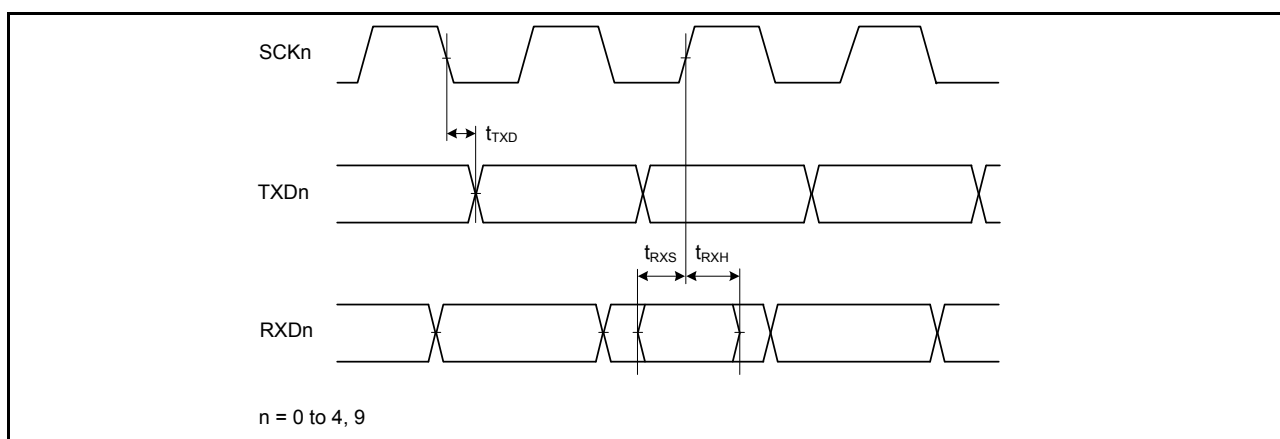 SCKn
tTXD
TXDn
tRXS tRXH
RXDn
n = 0 to 4, 9